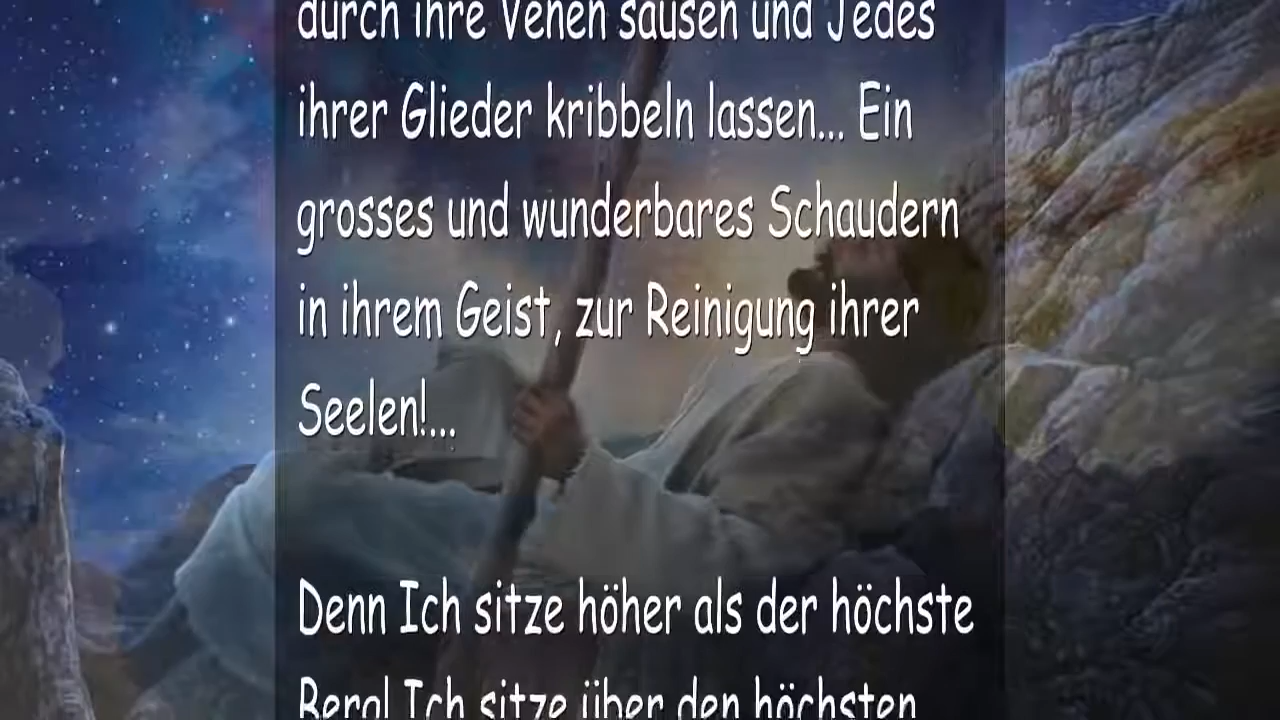 durch ihre Venen sausen und Jedes
ihrer Glieder kribbeln lassen... Ein
grosses und wunderbares Schaudern
in ihrem Geist, zur Reinigung ihrer
Seelen!...
Denn Ich sitze höher als der höchste
Berg! Ich sitze über den höchsten